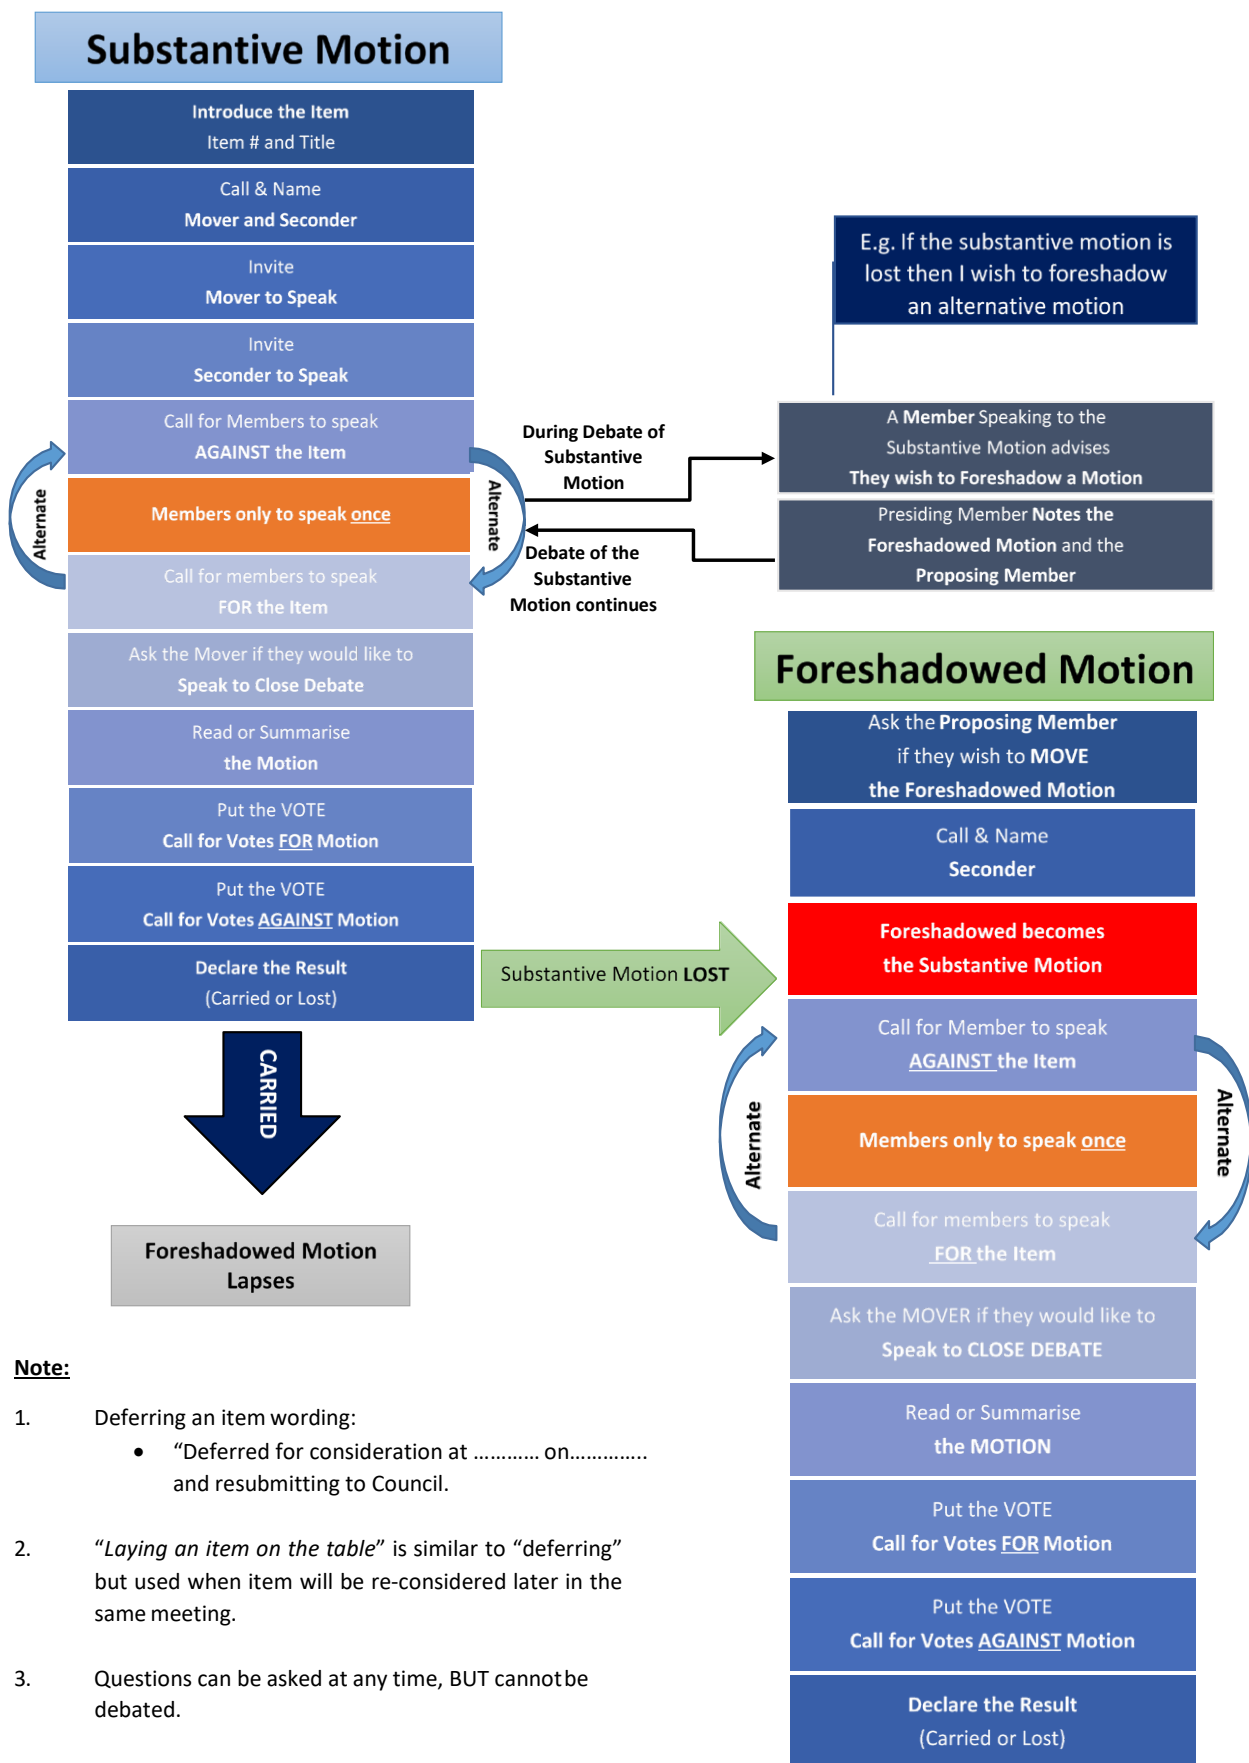 Substantive Motion
Introduce the Item
Item # and Title
Call & Name
Mover and Seconder
Invite
Mover to Speak
Invite
Seconder to Speak
Call for Members to speak
AGAINST the Item
Members only to speak once
Call for members to speak
FOR the Item
Alternate
Alternate
Ask the Mover if they would like to
Speak to Close Debate
Read or Summarise
the Motion
Put the VOTE
Call for Votes FOR Motion
Put the VOTE
Call for Votes AGAINST Motion
Declare the Result
(Carried or Lost)
CARRIED
Foreshadowed Motion
Lapses
During Debate of
Substantive
Motion
Debate of the
Substantive
Motion continues
E.g. If the substantive motion is
lost then I wish to foreshadow
an alternative motion
A Member Speaking to the
Substantive Motion advises
They wish to Foreshadow a Motion
Presiding Member Notes the
Foreshadowed Motion and the
Proposing Member
Substantive Motion LOST
Foreshadowed Motion
Ask the Proposing Member
if they wish to MOVE
the Foreshadowed Motion
Call & Name
Seconder
Foreshadowed becomes
the Substantive Motion
Call for Member to speak
AGAINST the Item
Members only to speak once
Call for members to speak
FOR the Item
Alternate
Alternate
Ask the MOVER if they would like to
Speak to CLOSE DEBATE
Read or Summarise
the MOTION
Put the VOTE
Call for Votes FOR Motion
Put the VOTE
Call for Votes AGAINST Motion
Declare the Result
(Carried or Lost)
Note:
1. Deferring an item wording:
• “Deferred for consideration at ………… on…………..
and resubmitting to Council.
2. “Laying an item on the table” is similar to “deferring”
but used when item will be re-considered later in the
same meeting.
3. Questions can be asked at any time, BUT cannotbe
debated.